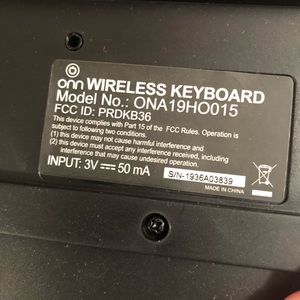 onn WIRELESS KEYBOARD
Model No.: ONA19HO015
FCC ID: PRDKB36
This device complies with Part 15 of the FCC Rules. Operation is
subject to following two conditions:
(1) this device may not cause harmful interference and
(2) this device must accept any interference received, including
interference that may cause undesired operation.
INPUT: 3V ⎓ 50 mA
S/N-1936A03839
MADE IN CHINA